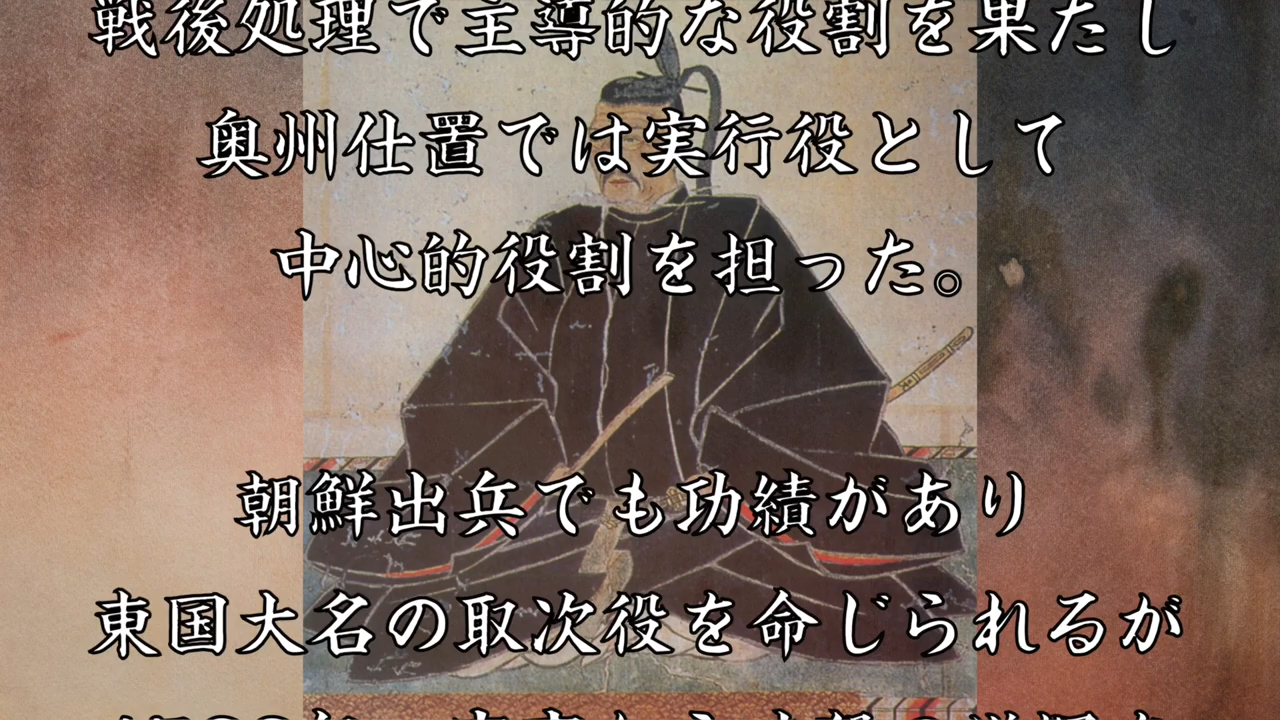 戦後処理で主導的な役割を果たし
奥州仕置では実行役として
中心的役割を担った。
朝鮮出兵でも功績があり
東国大名の取次役を命じられるが